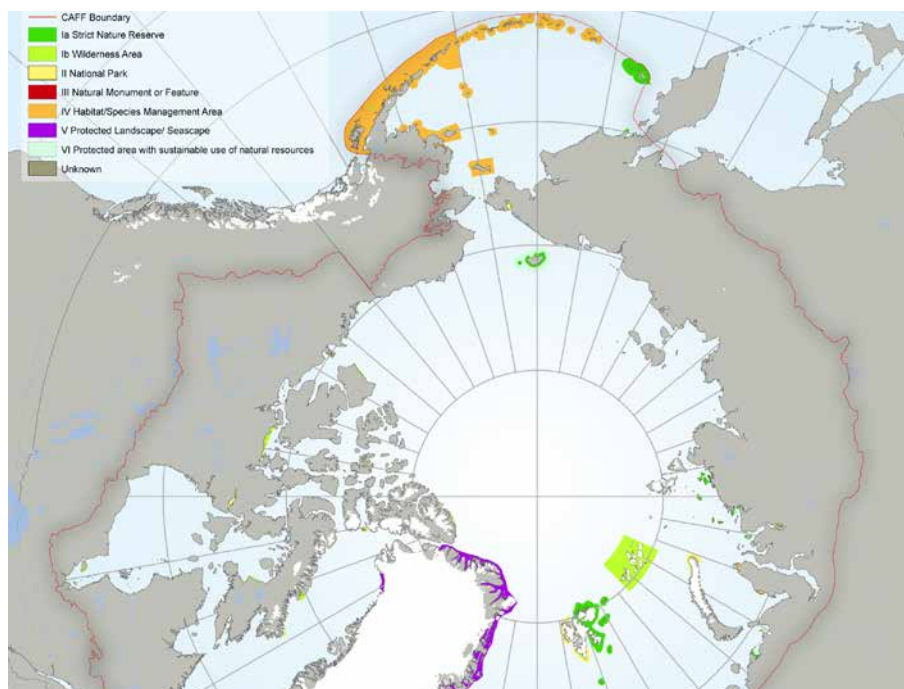 CAFF Boundary
Ia Strict Nature Reserve
Ib Wilderness Area
II National Park
III Natural Monument or Feature
IV Habitat/Species Management Area
V Protected Landscape/ Seascape
VI Protected area with sustainable use of natural resources
Unknown